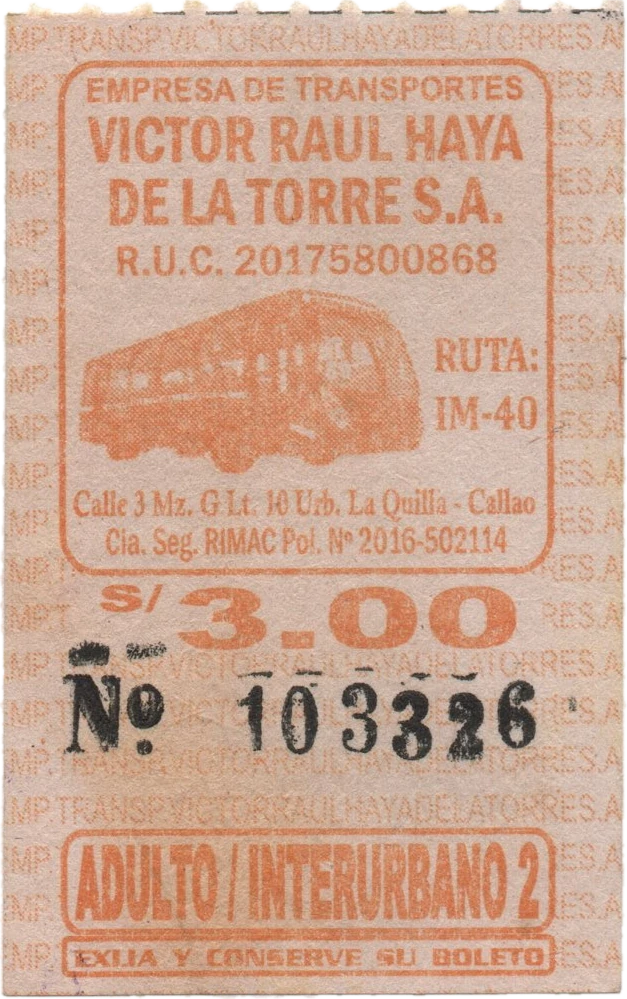 EMPRESA DE TRANSPORTES
VICTOR RAUL HAYA
DE LA TORRE S.A.
R.U.C. 20175800868
RUTA:
IM-40
Calle 3 Mz. G Lt. 10 Urb. La Quilla - Callao
Cia. Seg. RIMAC Pol. Nº 2016-502114
S/ 3.00
Nº 103326
ADULTO / INTERURBANO 2
EXIJA Y CONSERVE SU BOLETO